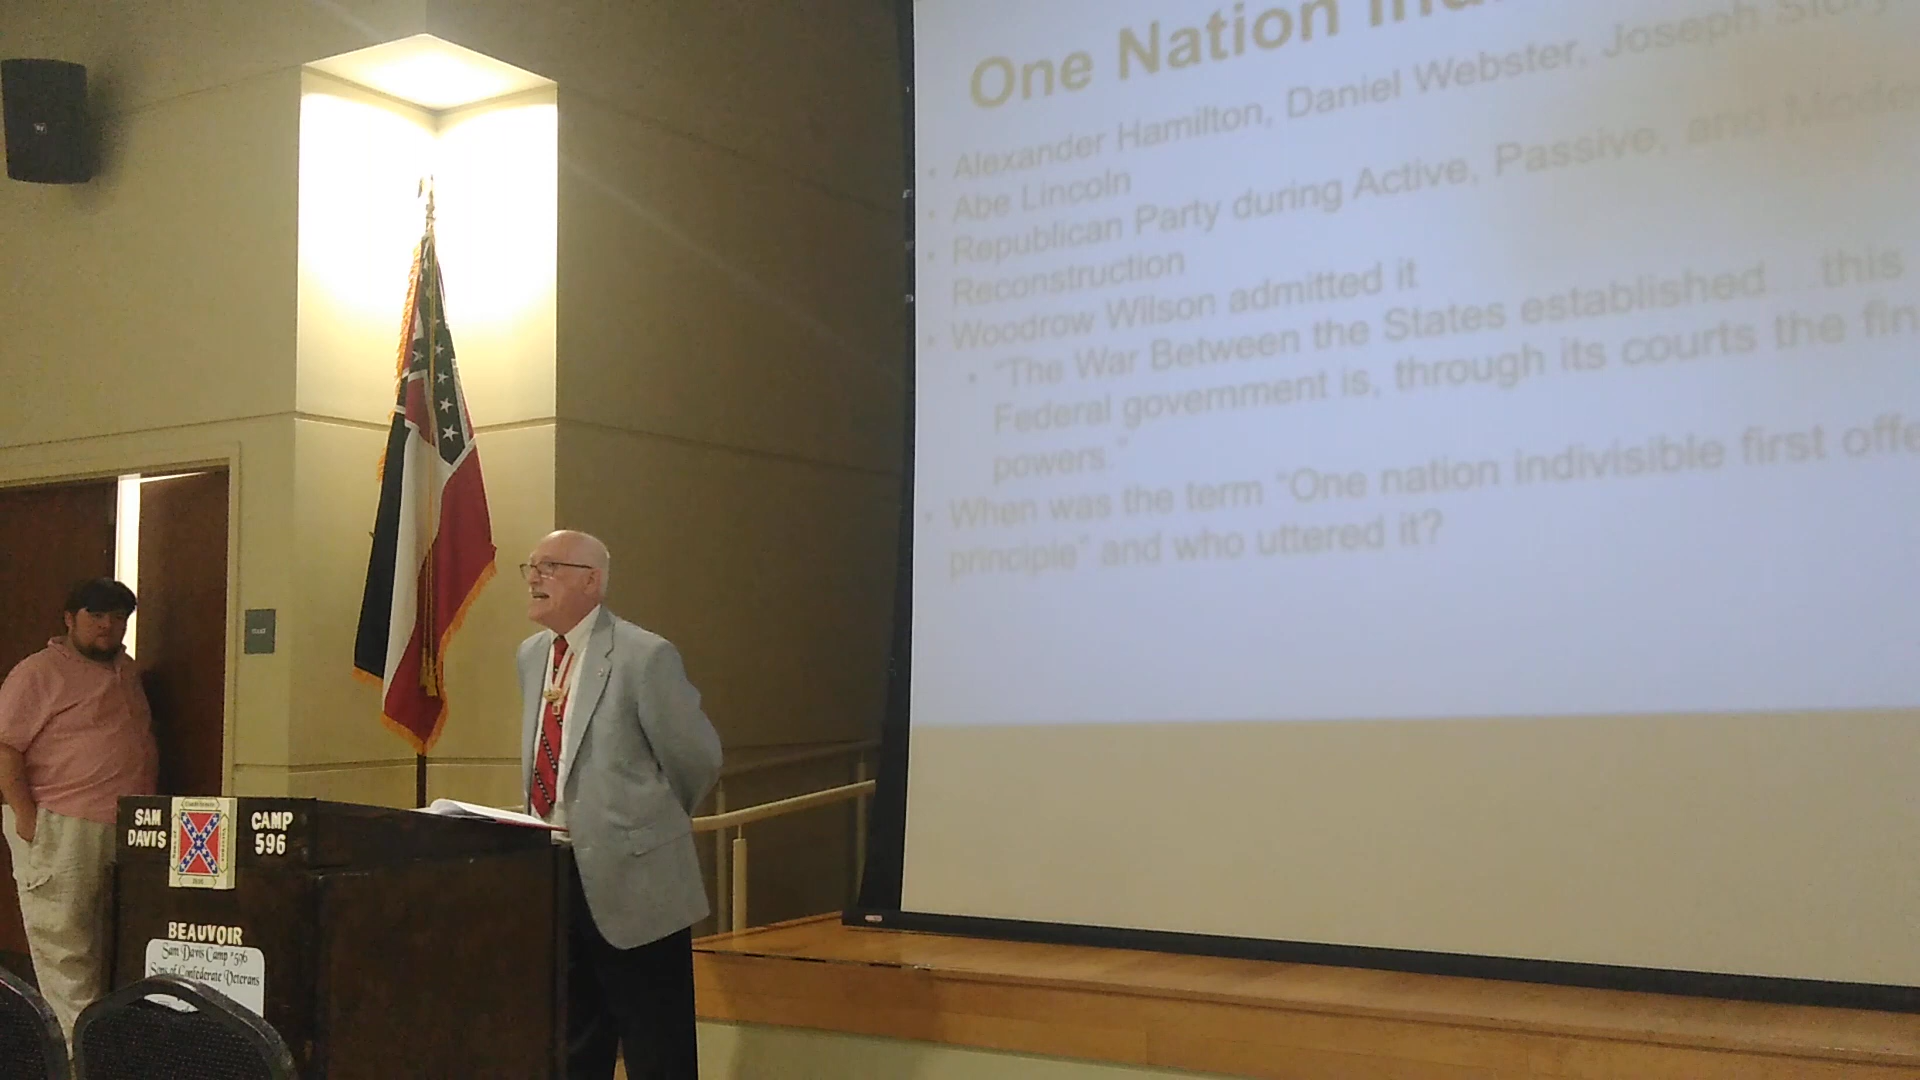 One Nation
Alexander Hamilton, Daniel Webster, Joseph Story
Abe Lincoln
Republican Party during Active, Passive, and
Reconstruction
Woodrow Wilson admitted it
"The War Between the States established this
Federal government is, through its courts the
powers."
When was the term "One nation indivisible first
principle" and who uttered it?
SAM
DAVIS
CAMP
596
BEAUVOIR
Sam Davis Camp #596
Sons of Confederate Veterans